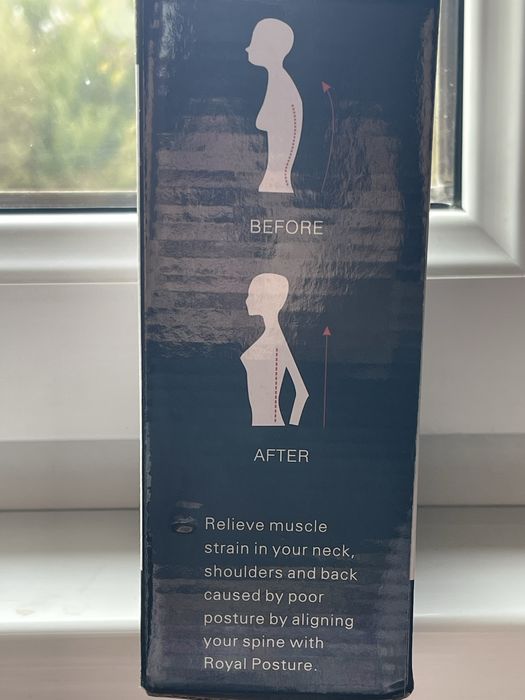 BEFORE
AFTER
Relieve muscle
strain in your neck,
shoulders and back
caused by poor
posture by aligning
your spine with
Royal Posture.